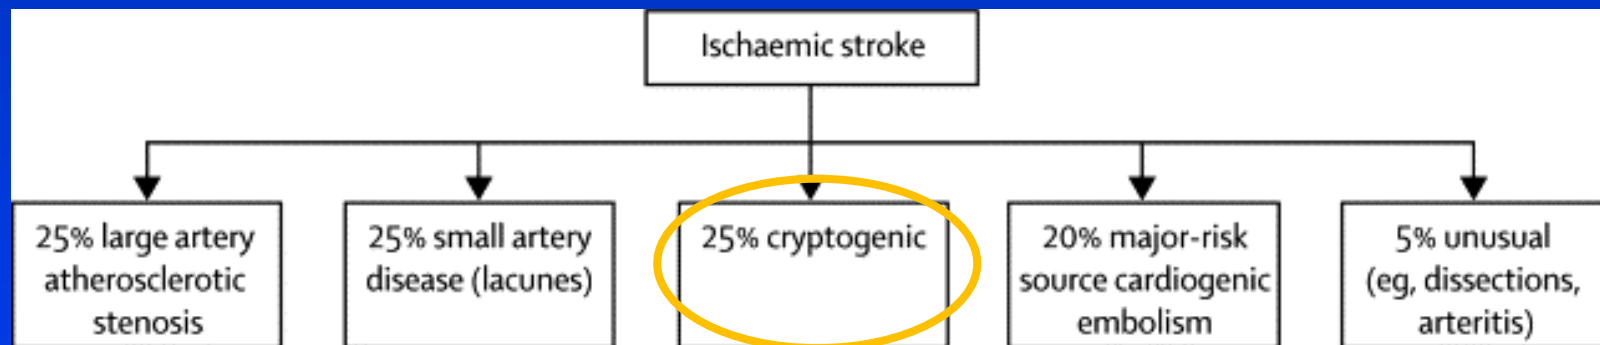 Ischaemic stroke
25% large artery
atherosclerotic
stenosis
25% small artery
disease (lacunes)
25% cryptogenic
20% major-risk
source cardiogenic
embolism
5% unusual
(eg, dissections,
arteritis)